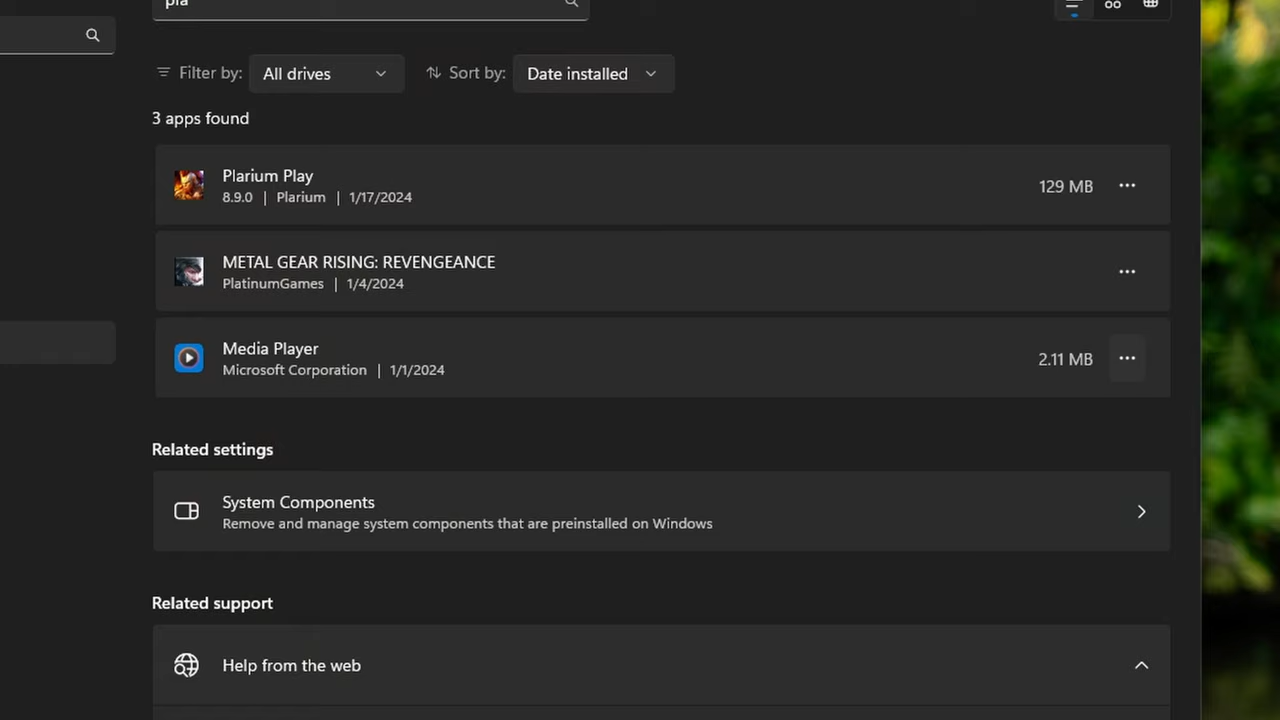 pla
Filter by: All drives Sort by: Date installed
3 apps found
Plarium Play
8.9.0 | Plarium | 1/17/2024
129 MB
METAL GEAR RISING: REVENGEANCE
PlatinumGames | 1/4/2024
Media Player
Microsoft Corporation | 1/1/2024
2.11 MB
Related settings
System Components
Remove and manage system components that are preinstalled on Windows
Related support
Help from the web